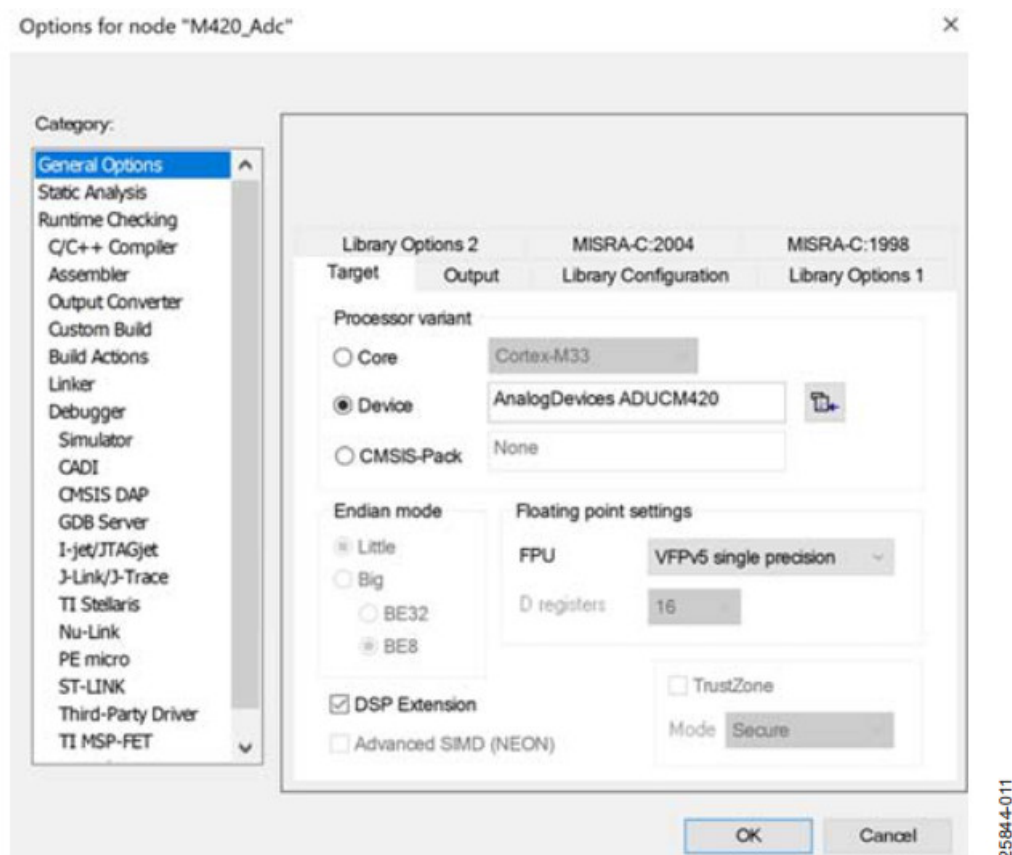 Options for node "M420_Adc"
Category:
General Options
Static Analysis
Runtime Checking
C/C++ Compiler
Assembler
Output Converter
Custom Build
Build Actions
Linker
Debugger
Simulator
CADI
CMSIS DAP
GDB Server
I-jet/JTAGjet
J-Link/J-Trace
TI Stellaris
Nu-Link
PE micro
ST-LINK
Third-Party Driver
TI MSP-FET
Library Options 2 MISRA-C:2004 MISRA-C:1998
Target Output Library Configuration Library Options 1
Processor variant
Core Cortex-M33
Device AnalogDevices ADUCM420
CMSIS-Pack None
Endian mode
Little
Big
BE32
BE8
Floating point settings
FPU VFPv5 single precision
D registers 16
DSP Extension
Advanced SIMD (NEON)
TrustZone
Mode Secure
OK Cancel
25844-011